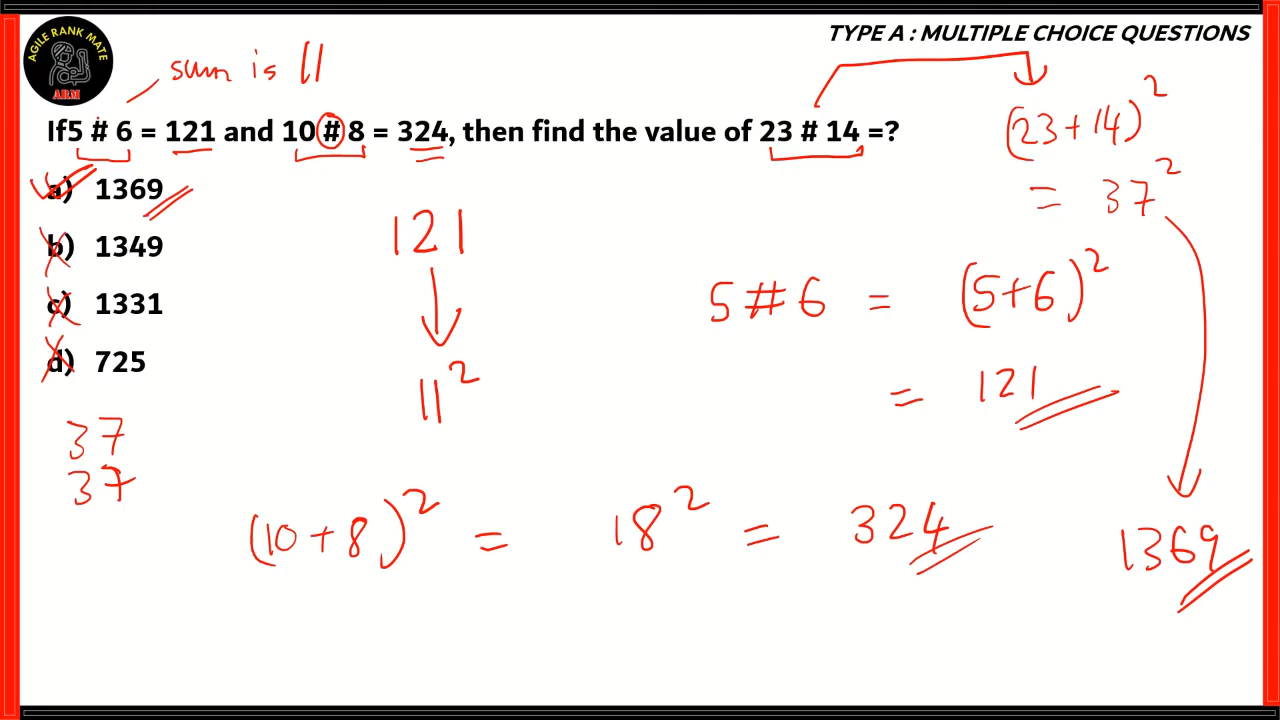 AGILE RANK MATE
ARM
TYPE A : MULTIPLE CHOICE QUESTIONS
sum is 11
If5 # 6 = 121 and 10 # 8 = 324, then find the value of 23 # 14 =?
(23+14)²
= 37²
a) 1369
b) 1349
c) 1331
d) 725
121
11²
5 # 6 = (5+6)²
= 121
37
37
(10+8)² = 18² = 324
1369